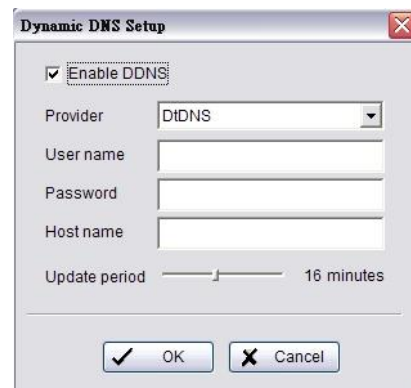 Dynamic DNS Setup
Enable DDNS
Provider DtDNS
User name
Password
Host name
Update period 16 minutes
OK Cancel